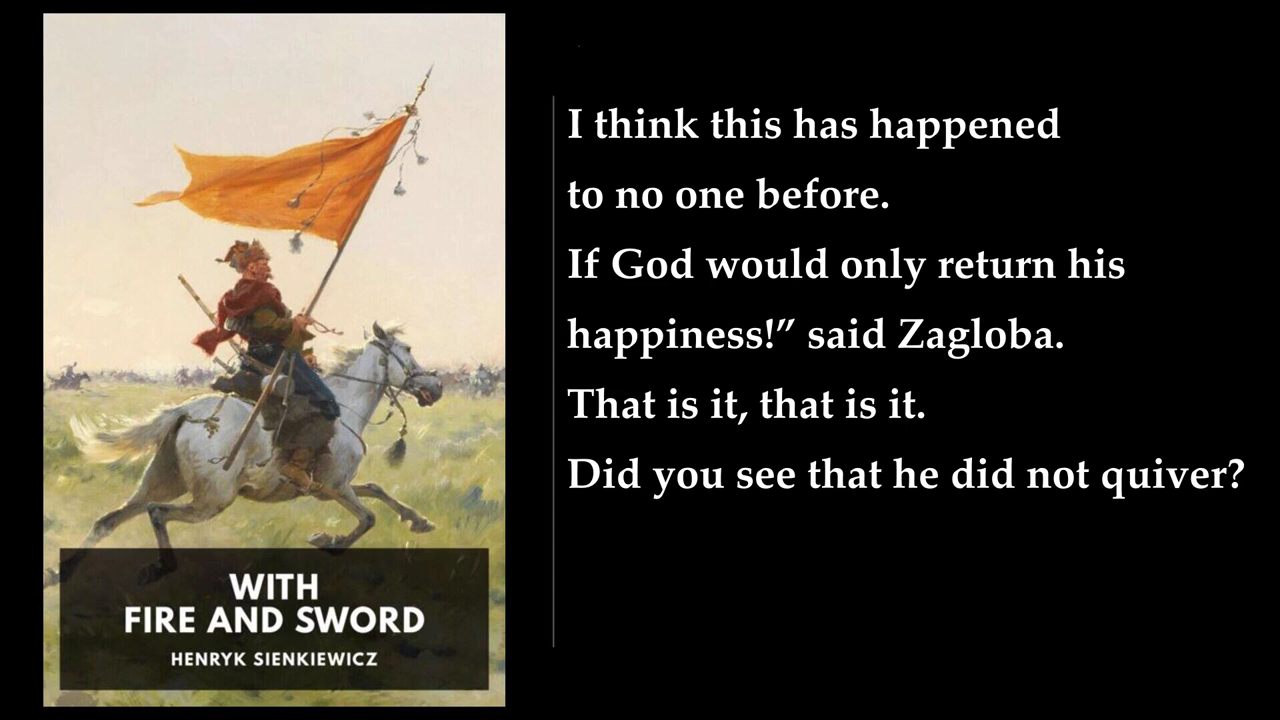 I think this has happened
to no one before.
If God would only return his
happiness!” said Zagloba.
That is it, that is it.
Did you see that he did not quiver?
WITH
FIRE AND SWORD
HENRYK SIENKIEWICZ